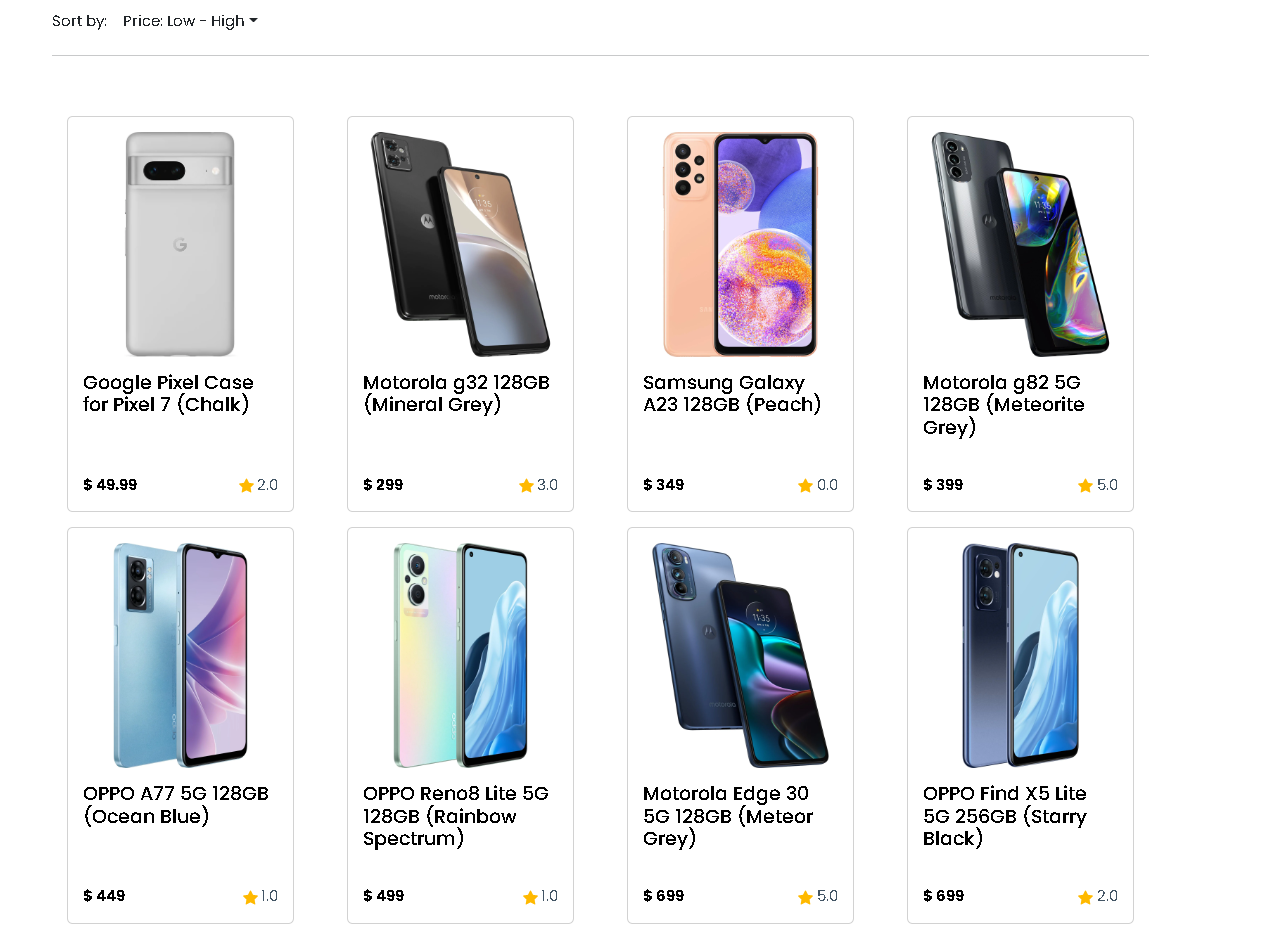 Sort by: Price: Low - High
Google Pixel Case
for Pixel 7 (Chalk)
$ 49.99
2.0
Motorola g32 128GB
(Mineral Grey)
$ 299
3.0
Samsung Galaxy
A23 128GB (Peach)
$ 349
0.0
Motorola g82 5G
128GB (Meteorite
Grey)
$ 399
5.0
OPPO A77 5G 128GB
(Ocean Blue)
$ 449
1.0
OPPO Reno8 Lite 5G
128GB (Rainbow
Spectrum)
$ 499
1.0
Motorola Edge 30
5G 128GB (Meteor
Grey)
$ 699
5.0
OPPO Find X5 Lite
5G 256GB (Starry
Black)
$ 699
2.0